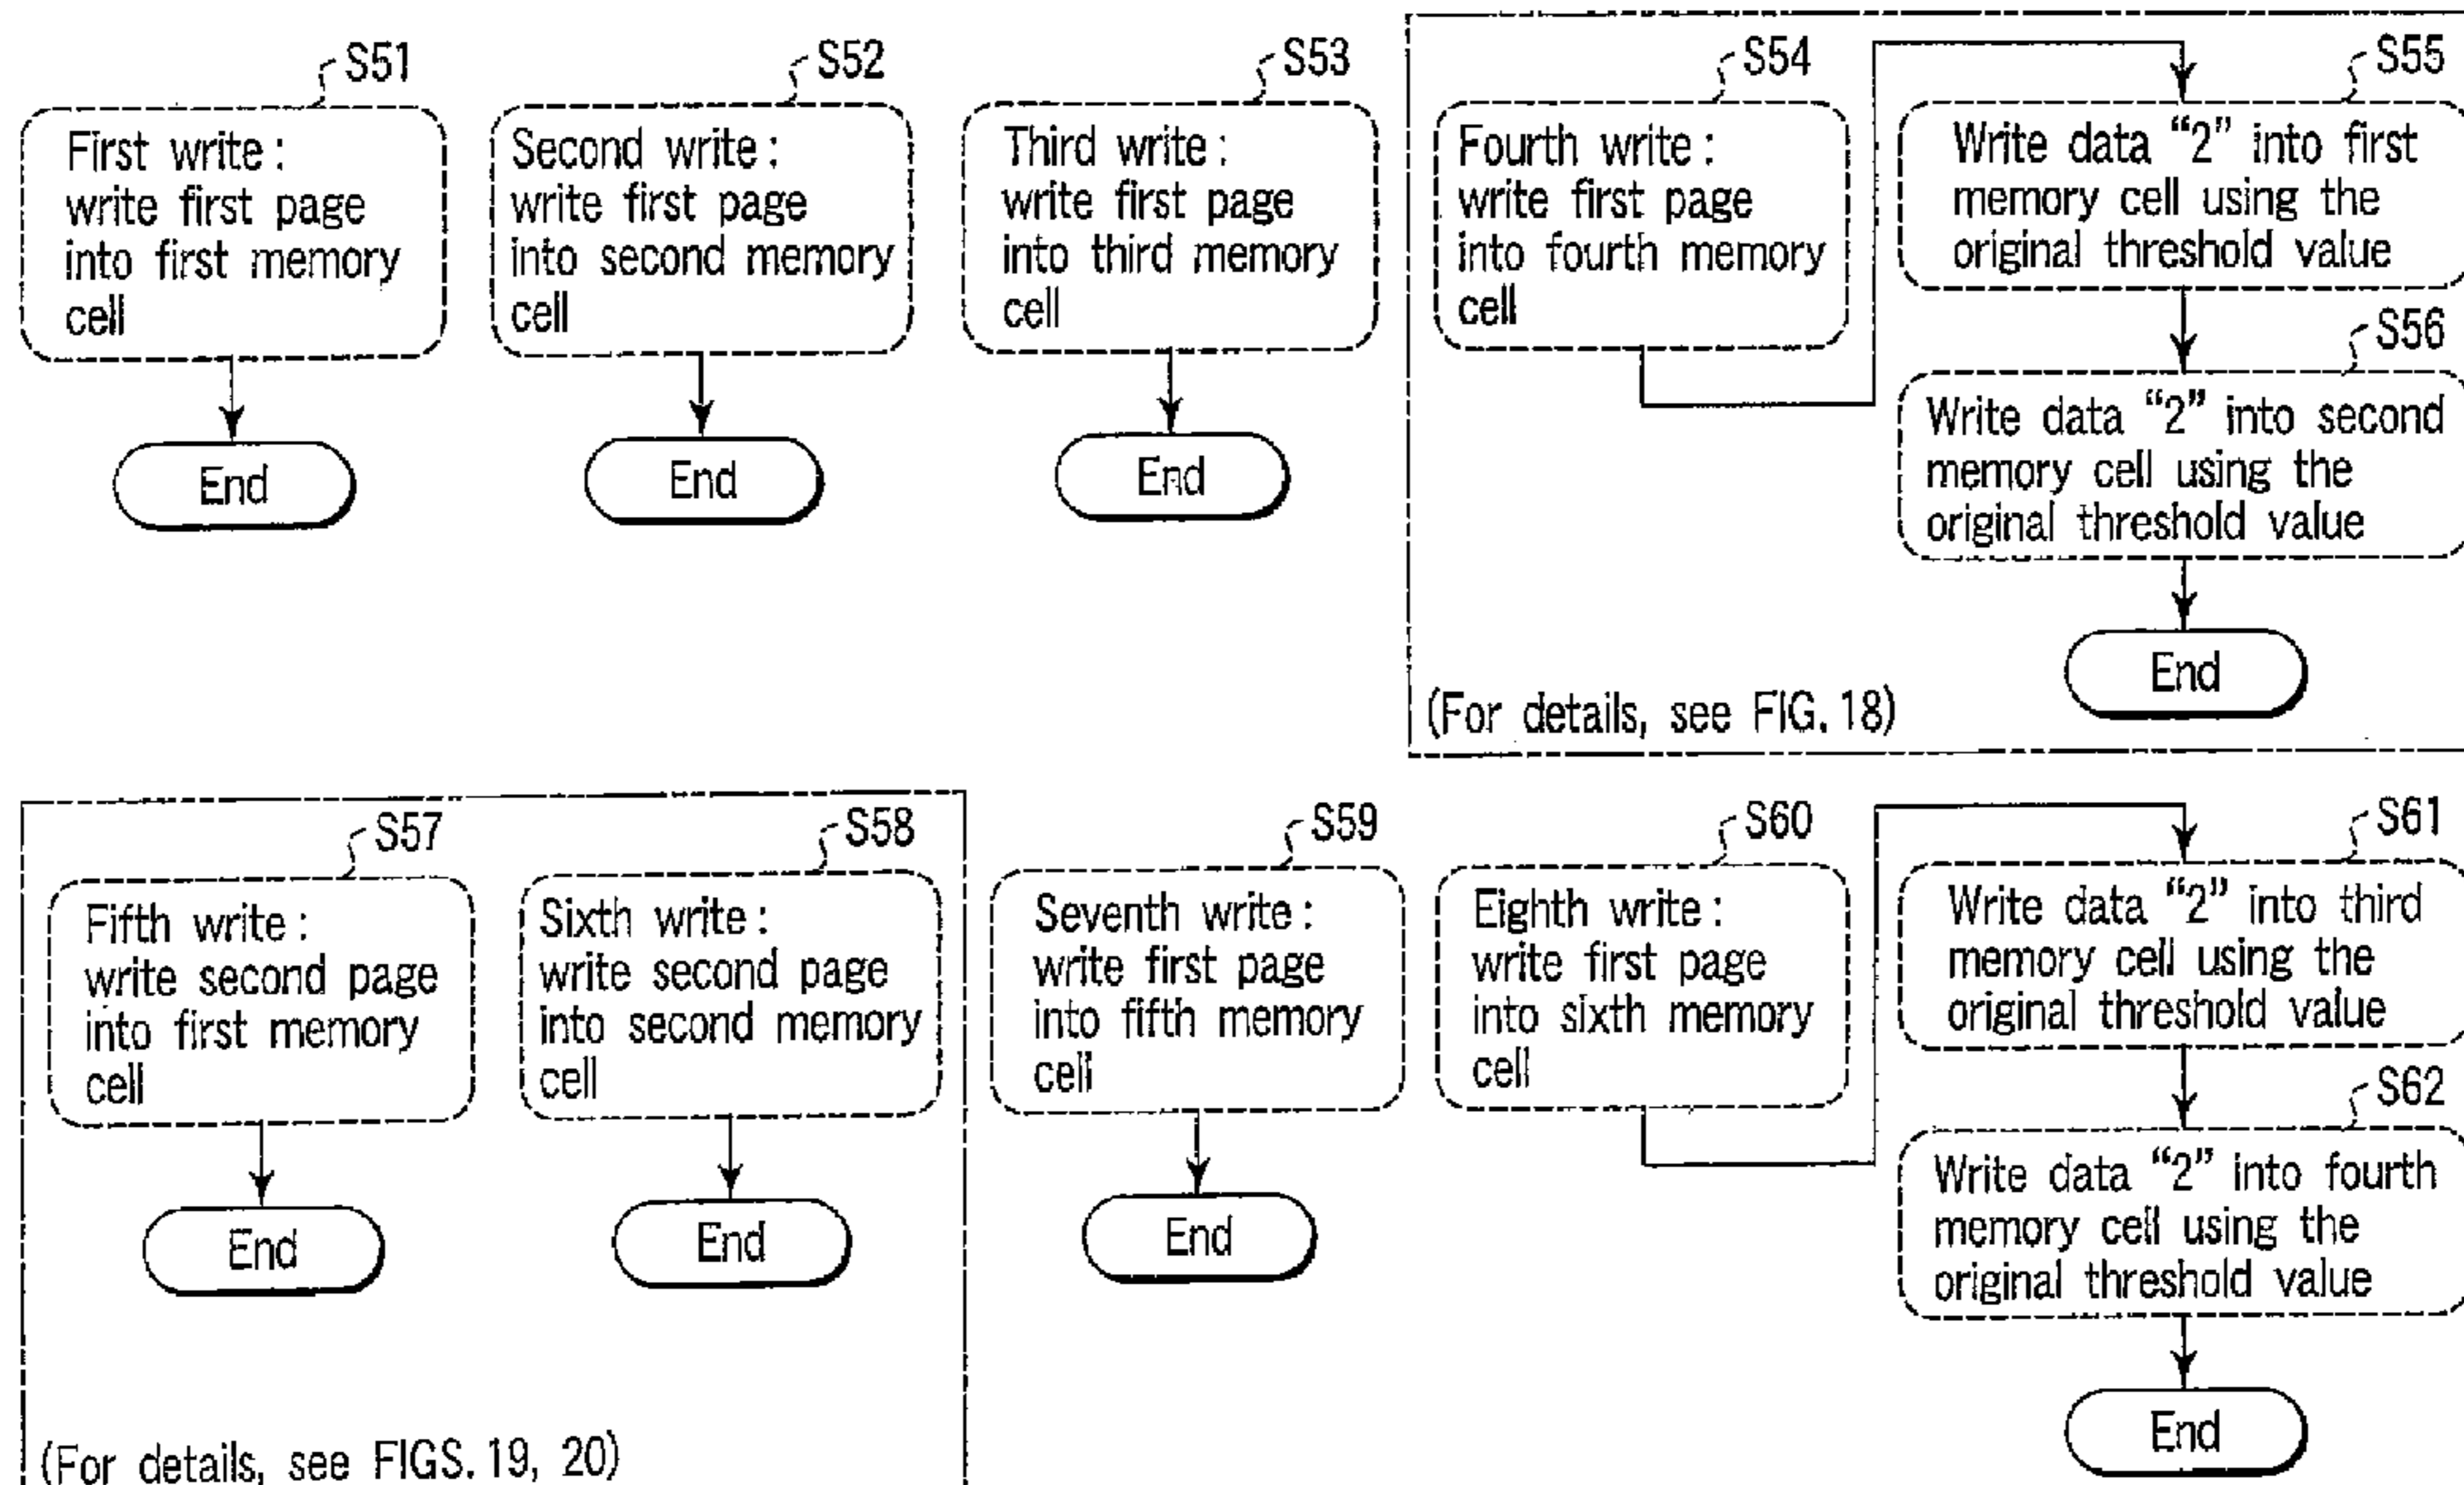 S51
First write :
write first page
into first memory
cell
End
S52
Second write :
write first page
into second memory
cell
End
S53
Third write :
write first page
into third memory
cell
End
S54
Fourth write :
write first page
into fourth memory
cell
S55
Write data “2” into first
memory cell using the
original threshold value
S56
Write data “2” into second
memory cell using the
original threshold value
End
(For details, see FIG. 18)
S57
Fifth write :
write second page
into first memory
cell
End
S58
Sixth write :
write second page
into second memory
cell
End
(For details, see FIGS. 19, 20)
S59
Seventh write :
write first page
into fifth memory
cell
End
S60
Eighth write :
write first page
into sixth memory
cell
S61
Write data “2” into third
memory cell using the
original threshold value
S62
Write data “2” into fourth
memory cell using the
original threshold value
End